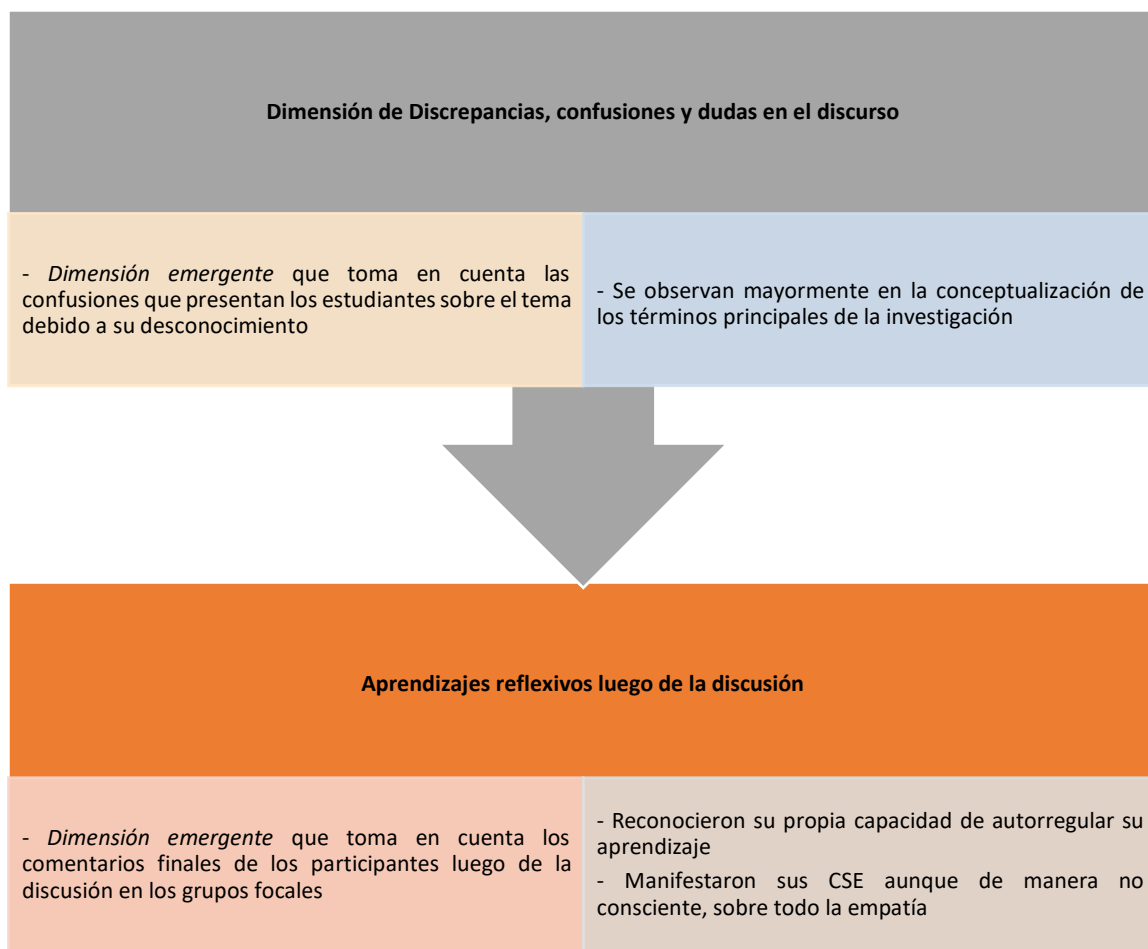 Dimensión de Discrepancias, confusiones y dudas en el discurso
- Dimensión emergente que toma en cuenta las
confusiones que presentan los estudiantes sobre el tema
debido a su desconocimiento
- Se observan mayormente en la conceptualización de
los términos principales de la investigación
Aprendizajes reflexivos luego de la discusión
- Dimensión emergente que toma en cuenta los
comentarios finales de los participantes luego de la
discusión en los grupos focales
- Reconocieron su propia capacidad de autorregular su
aprendizaje
- Manifestaron sus CSE aunque de manera no
consciente, sobre todo la empatía